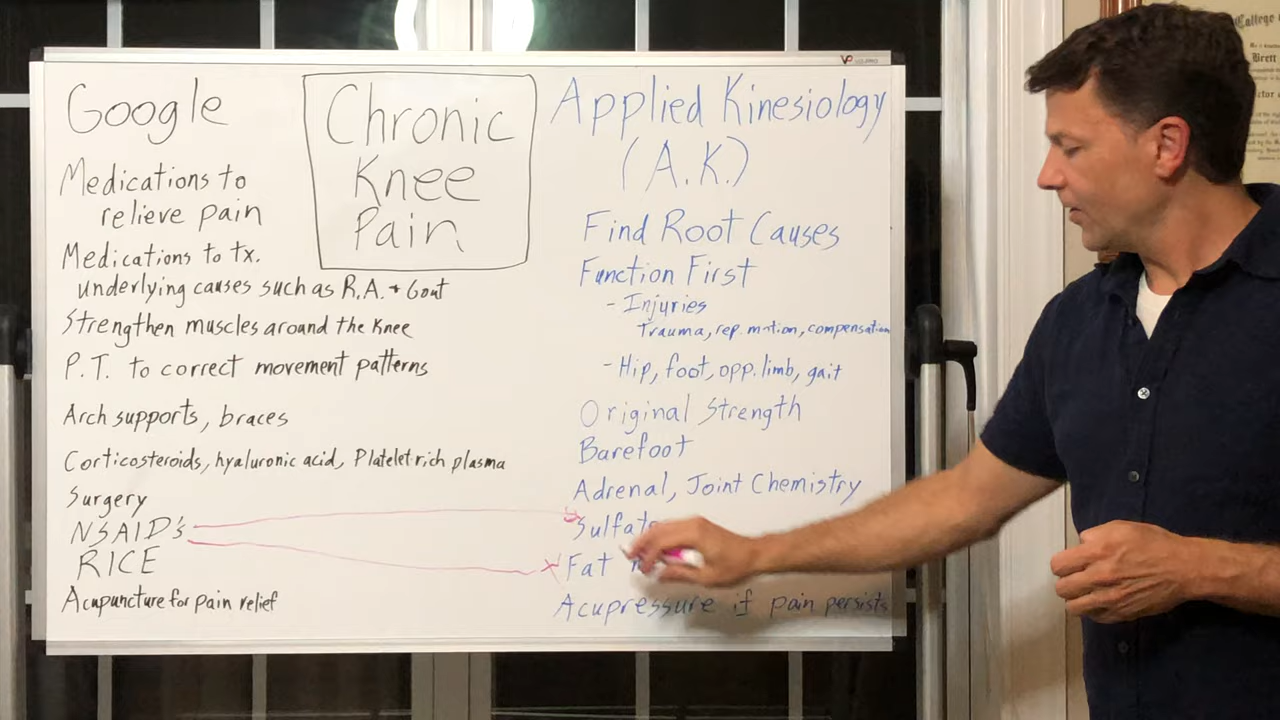 Google
Medications to
relieve pain
Medications to tx.
underlying causes such as R.A. + Gout
Strengthen muscles around the knee
P.T. to correct movement patterns
Arch supports, braces
Corticosteroids, hyaluronic acid, Platelet rich plasma
Surgery
NSAID's
RICE
Acupuncture for pain relief
Chronic
Knee
Pain
Applied Kinesiology
(A.K.)
Find Root Causes
Function First
- Injuries
Trauma, rep. motion, compensation
- Hip, foot, opp. limb, gait
Original Strength
Barefoot
Adrenal, Joint Chemistry
Fat
Acupressure if pain persists
College
Brett